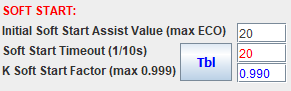 SOFT START:
Initial Soft Start Assist Value (max ECO) 20
Soft Start Timeout (1/10s) 20
Tbl
K Soft Start Factor (max 0.999) 0.990